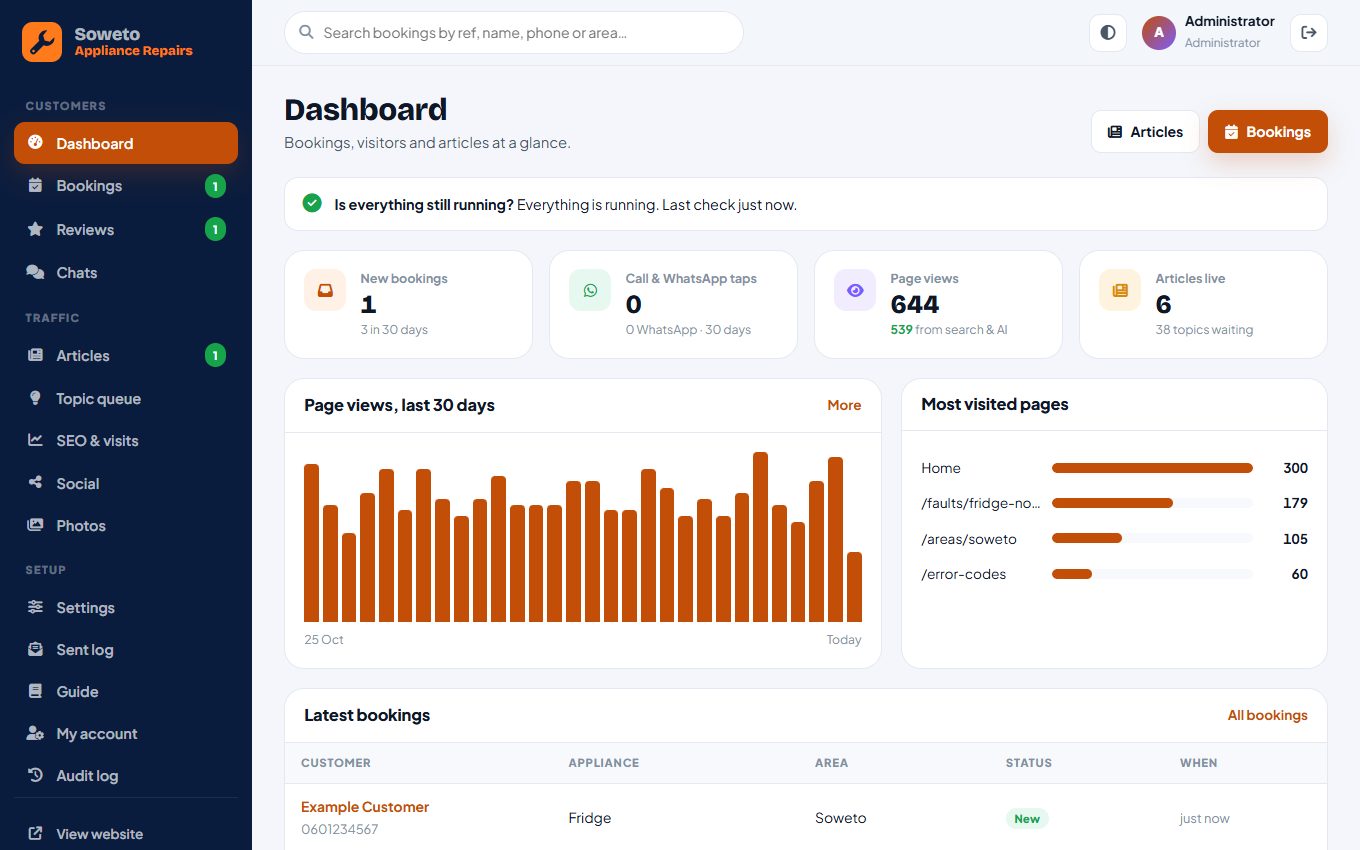 Soweto
Appliance Repairs
CUSTOMERS
Dashboard
Bookings 1
Reviews 1
Chats
TRAFFIC
Articles 1
Topic queue
SEO & visits
Social
Photos
SETUP
Settings
Sent log
Guide
My account
Audit log
View website
Search bookings by ref, name, phone or area...
A
Administrator
Administrator
Dashboard
Bookings, visitors and articles at a glance.
Articles
Bookings
Is everything still running? Everything is running. Last check just now.
New bookings
1
3 in 30 days
Call & WhatsApp taps
0
0 WhatsApp · 30 days
Page views
644
539 from search & AI
Articles live
6
38 topics waiting
Page views, last 30 days
More
25 Oct
Today
Most visited pages
Home 300
/faults/fridge-no... 179
/areas/soweto 105
/error-codes 60
Latest bookings
All bookings
CUSTOMER APPLIANCE AREA STATUS WHEN
Example Customer
0601234567
Fridge
Soweto
New
just now